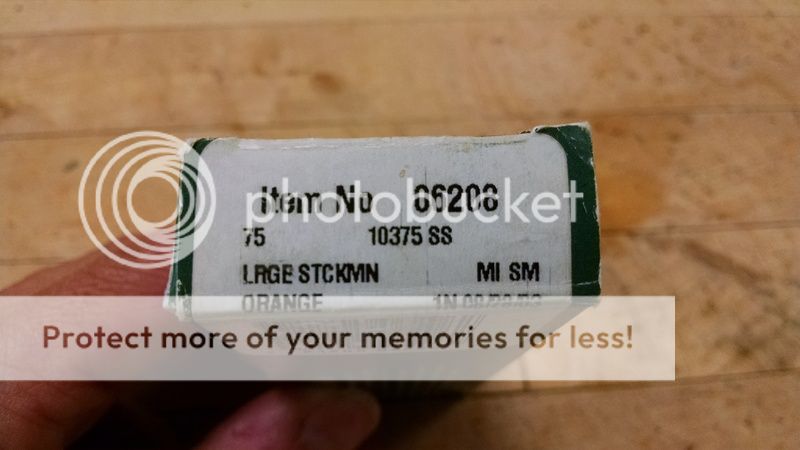 Item No 06208
photobucket
75 10375 SS
LRGE STCKMN MI SM
ORANGE 1N
Protect more of your memories for less!